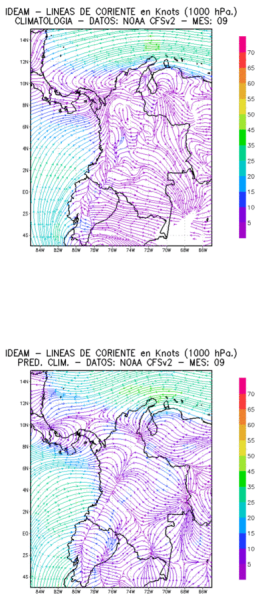 IDEAM – LINEAS DE CORIENTE en Knots (1000 hPa.)
CLIMATOLOGIA – DATOS: NOAA CFSv2 – MES: 09
14N
12N
10N
8N
6N
4N
2N
EQ
2S
4S
84W 82W 80W 78W 76W 74W 72W 70W 68W 66W
70
65
60
55
50
45
40
35
30
25
20
15
10
5
IDEAM – LINEAS DE CORIENTE en Knots (1000 hPa.)
PRED. CLIM. – DATOS: NOAA CFSv2 – MES: 09
14N
12N
10N
8N
6N
4N
2N
EQ
2S
4S
84W 82W 80W 78W 76W 74W 72W 70W 68W 66W
70
65
60
55
50
45
40
35
30
25
20
15
10
5